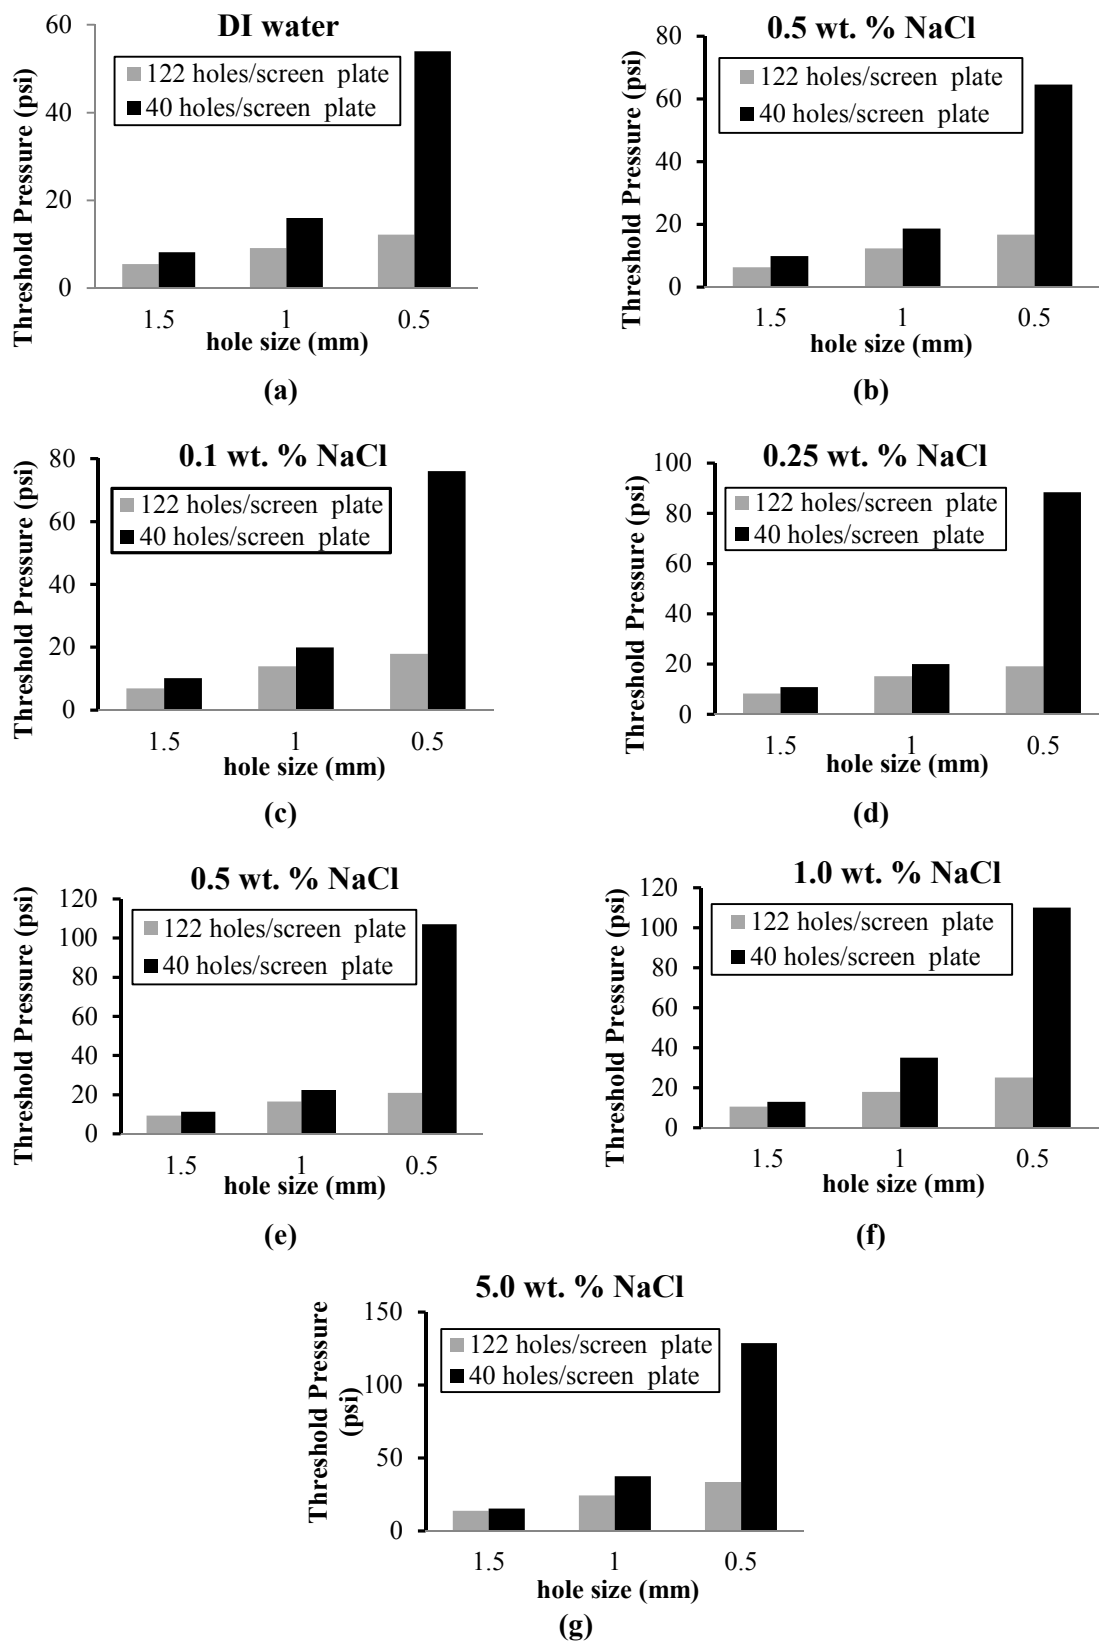 DI water
Threshold Pressure (psi)
60
40
20
0
122 holes/screen plate
40 holes/screen plate
1.5 1 0.5
hole size (mm)
(a)
0.5 wt. % NaCl
Threshold Pressure (psi)
80
60
40
20
0
122 holes/screen plate
40 holes/screen plate
1.5 1 0.5
hole size (mm)
(b)
0.1 wt. % NaCl
Threshold Pressure (psi)
80
60
40
20
0
122 holes/screen plate
40 holes/screen plate
1.5 1 0.5
hole size (mm)
(c)
0.25 wt. % NaCl
Threshold Pressure (psi)
100
80
60
40
20
0
122 holes/screen plate
40 holes/screen plate
1.5 1 0.5
hole size (mm)
(d)
0.5 wt. % NaCl
Threshold Pressure (psi)
120
100
80
60
40
20
0
122 holes/screen plate
40 holes/screen plate
1.5 1 0.5
hole size (mm)
(e)
1.0 wt. % NaCl
Threshold Pressure (psi)
120
100
80
60
40
20
0
122 holes/screen plate
40 holes/screen plate
1.5 1 0.5
hole size (mm)
(f)
5.0 wt. % NaCl
Threshold Pressure
(psi)
150
100
50
0
122 holes/screen plate
40 holes/screen plate
1.5 1 0.5
hole size (mm)
(g)